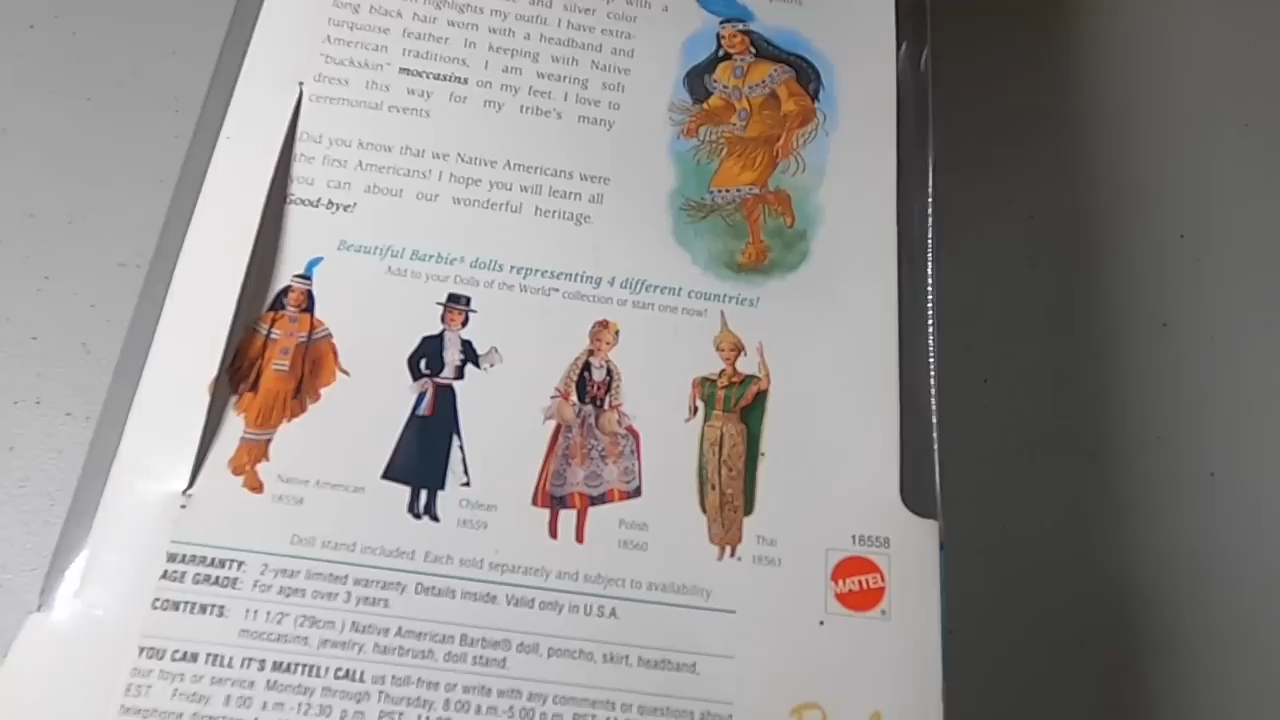 with a
and silver color
highlights my outfit. I have extra-
long black hair worn with a headband and
turquoise feather. In keeping with Native
American traditions, I am wearing soft
"buckskin" moccasins on my feet. I love to
dress this way for my tribe's many
ceremonial events.
Did you know that we Native Americans were
the first Americans! I hope you will learn all
you can about our wonderful heritage.
Good-bye!
Beautiful Barbie® dolls representing 4 different countries!
Add to your Dolls of the World™ collection or start one now!
Native American
18558
Chilean
18559
Polish
18560
Thai
18561
Doll stand included. Each sold separately and subject to availability.
18558
MATTEL
WARRANTY: 2-year limited warranty. Details inside. Valid only in U.S.A.
AGE GRADE: For ages over 3 years.
CONTENTS: 11 1/2" (29cm.) Native American Barbie® doll, poncho, skirt, headband,
moccasins, jewelry, hairbrush, doll stand.
YOU CAN TELL IT'S MATTEL! CALL us toll-free or write with any comments or questions about
our toys or service. Monday through Thursday, 8:00 a.m.-5:00 p.m.
EST. Friday: 8:00 a.m.-12:30 p.m. PST,
telephone